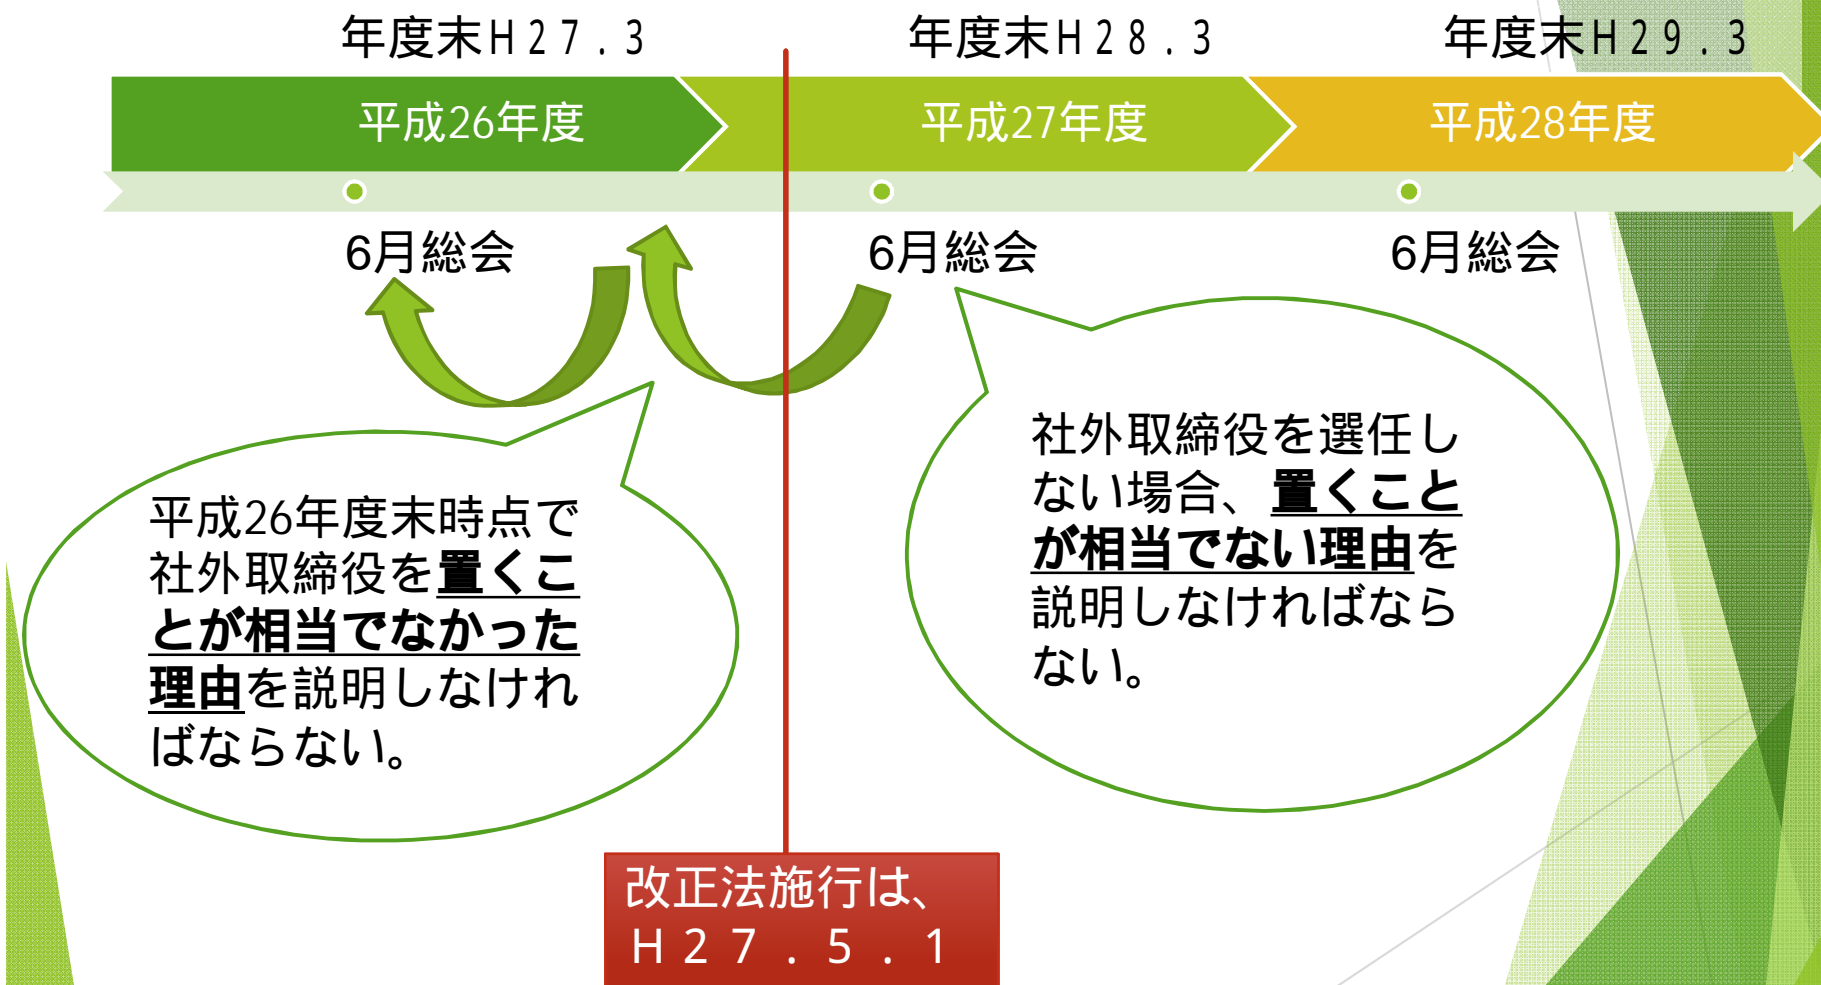 年度末Ｈ２７．３
年度末Ｈ２８．３
年度末Ｈ２９．３
平成26年度
平成27年度
平成28年度
6月総会
6月総会
6月総会
平成26年度末時点で
社外取締役を置くこ
とが相当でなかった
理由を説明しなけれ
ばならない。
社外取締役を選任し
ない場合、置くこと
が相当でない理由を
説明しなければなら
ない。
改正法施行は、
Ｈ２７．５．１